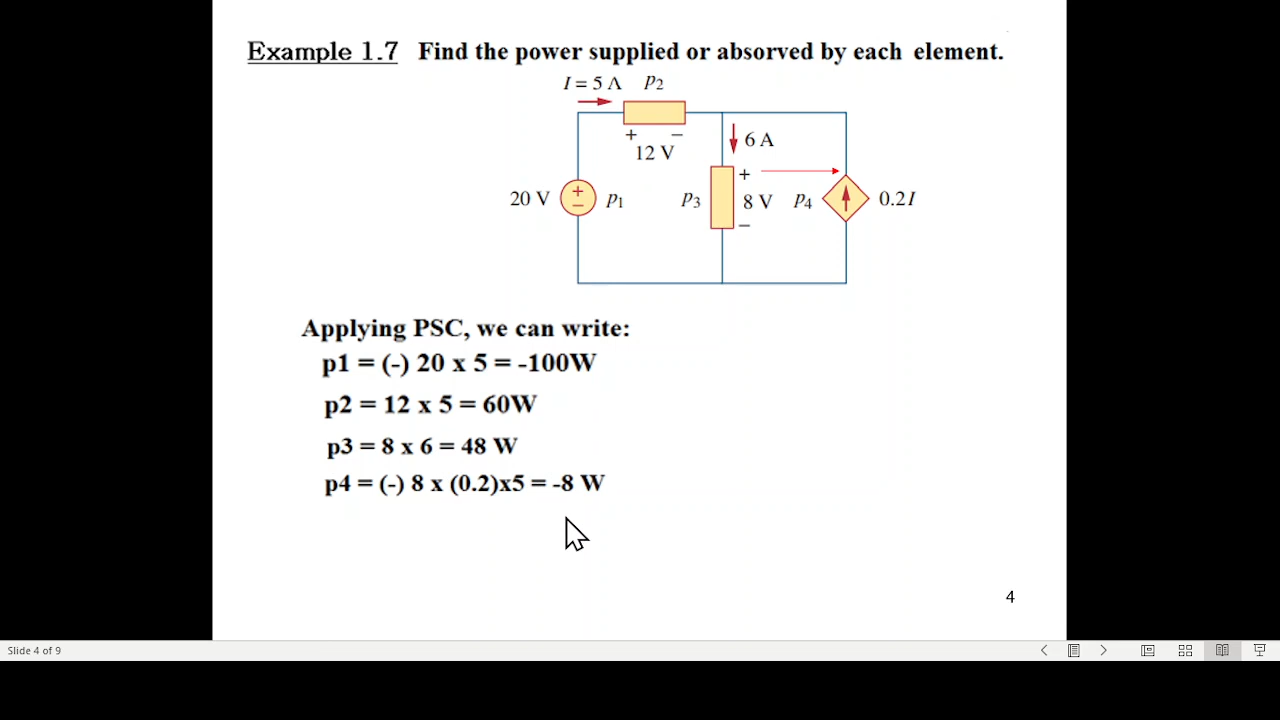 Example 1.7 Find the power supplied or absorved by each element.
I = 5 A p2
+ −
12 V
6 A
20 V + − p1
p3 + 8 V −
p4 0.2I
Applying PSC, we can write:
p1 = (-) 20 x 5 = -100W
p2 = 12 x 5 = 60W
p3 = 8 x 6 = 48 W
p4 = (-) 8 x (0.2)x5 = -8 W
4
Slide 4 of 9